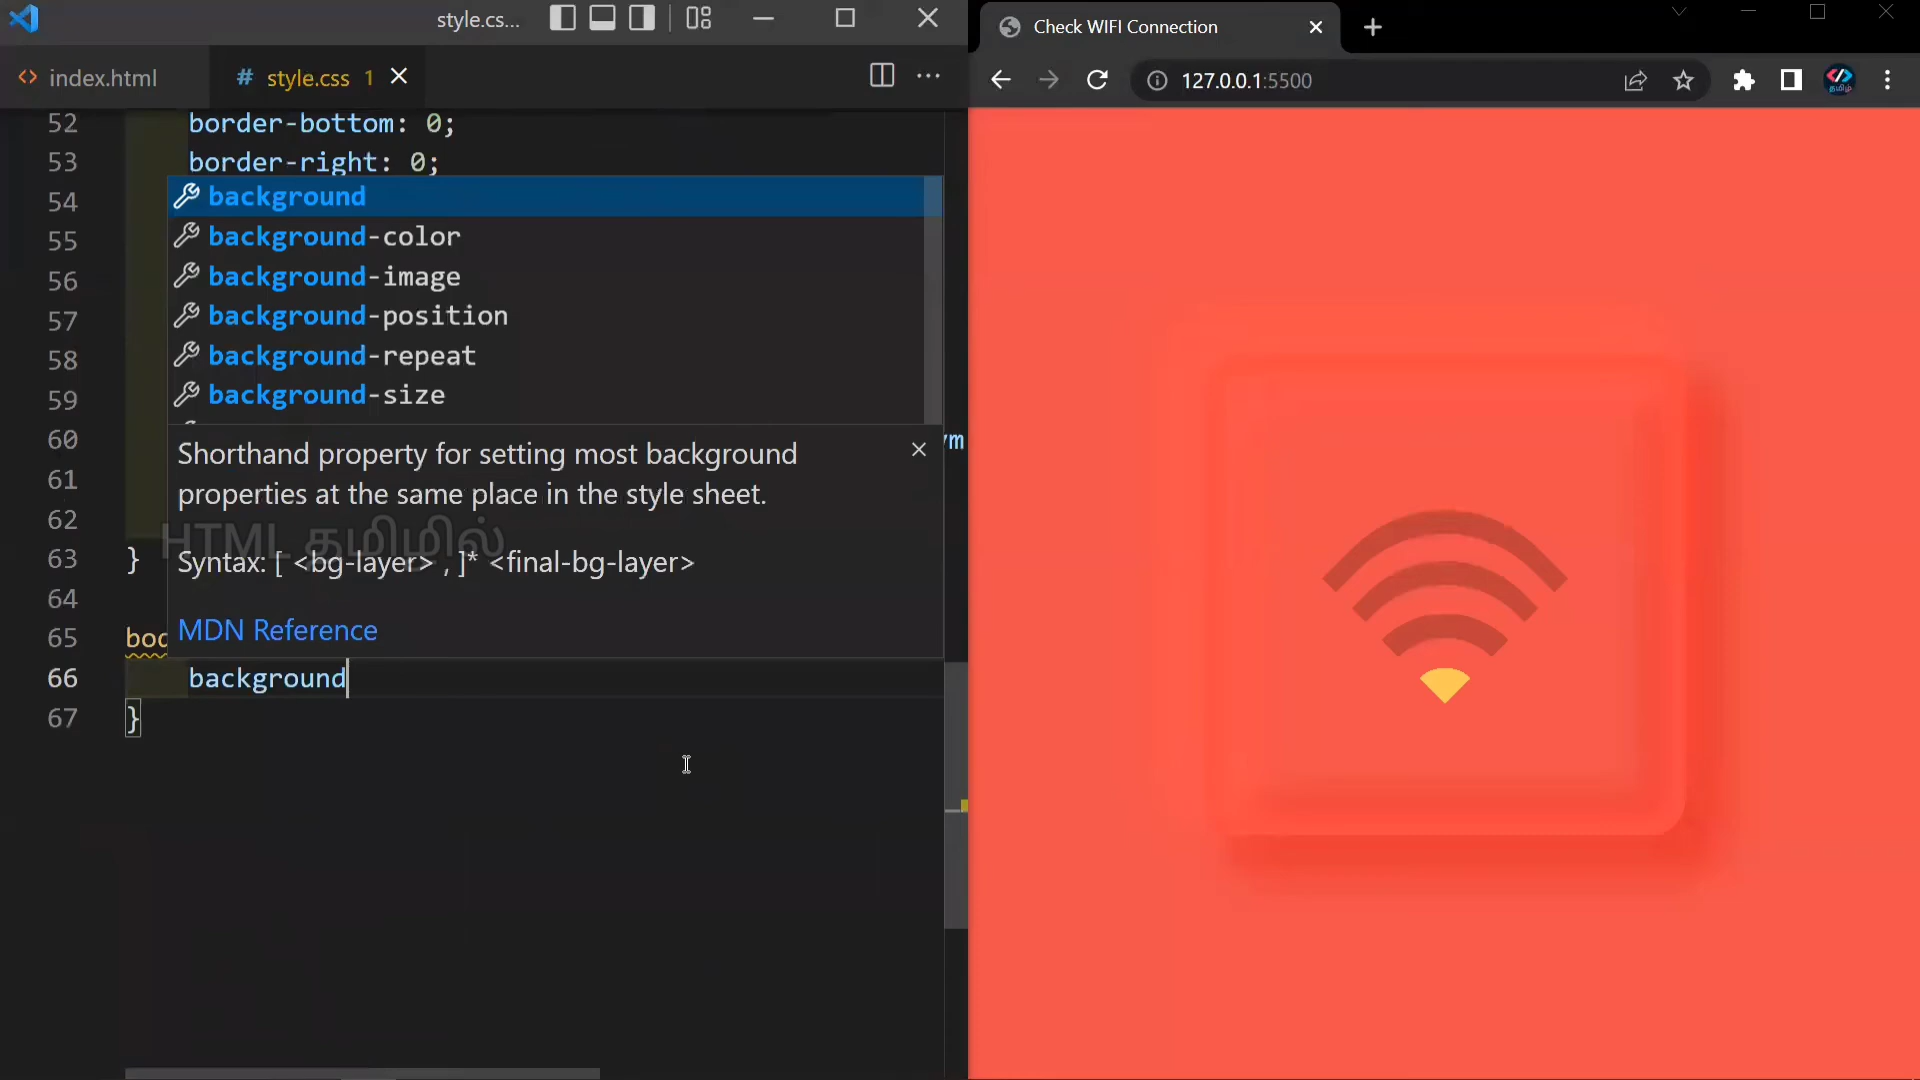 style.cs...
index.html
# style.css 1
52 border-bottom: 0;
53 border-right: 0;
54 background
55 background-color
56 background-image
57 background-position
58 background-repeat
59 background-size
60
61
62
63 }
64
65
66 background
67 }
Shorthand property for setting most background
properties at the same place in the style sheet.
HTML தமிழில்
Syntax: [ <bg-layer> , ]* <final-bg-layer>
MDN Reference
Check WIFI Connection
127.0.0.1:5500
தமிழ்